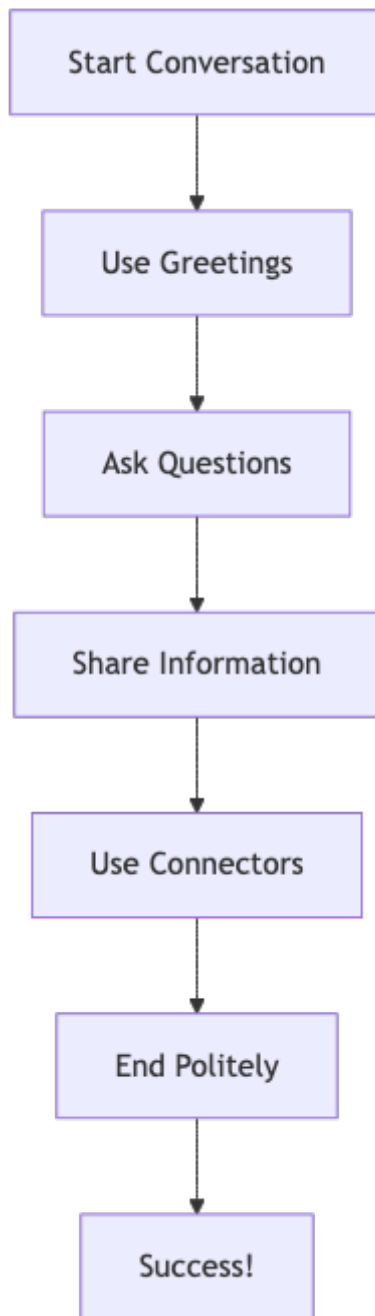 Start Conversation
Use Greetings
Ask Questions
Share Information
Use Connectors
End Politely
Success!